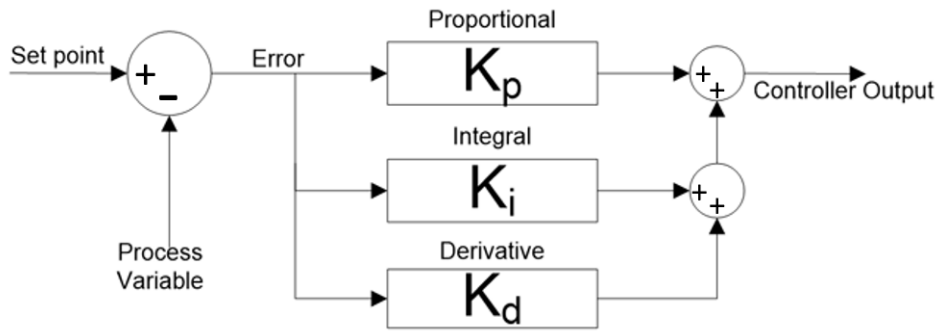 Proportional
Set point
+
-
Error
Kp
+
+
Controller Output
Integral
Ki
+
+
Process
Variable
Derivative
Kd